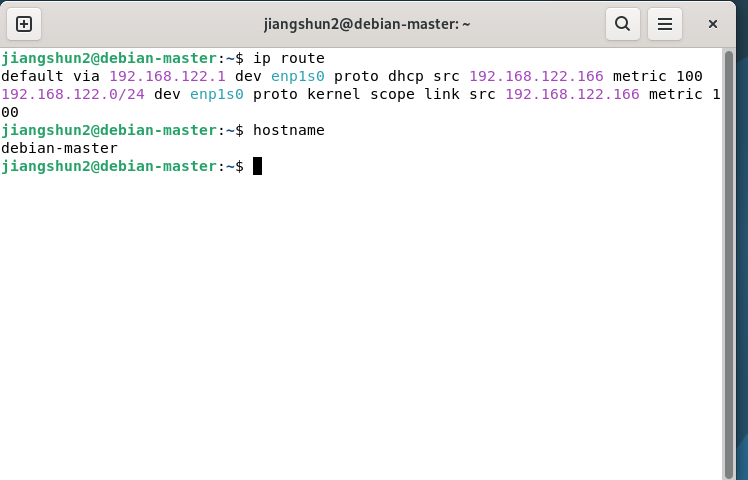 jiangshun2@debian-master: ~
jiangshun2@debian-master:~$ ip route
default via 192.168.122.1 dev enp1s0 proto dhcp src 192.168.122.166 metric 100
192.168.122.0/24 dev enp1s0 proto kernel scope link src 192.168.122.166 metric 1
00
jiangshun2@debian-master:~$ hostname
debian-master
jiangshun2@debian-master:~$